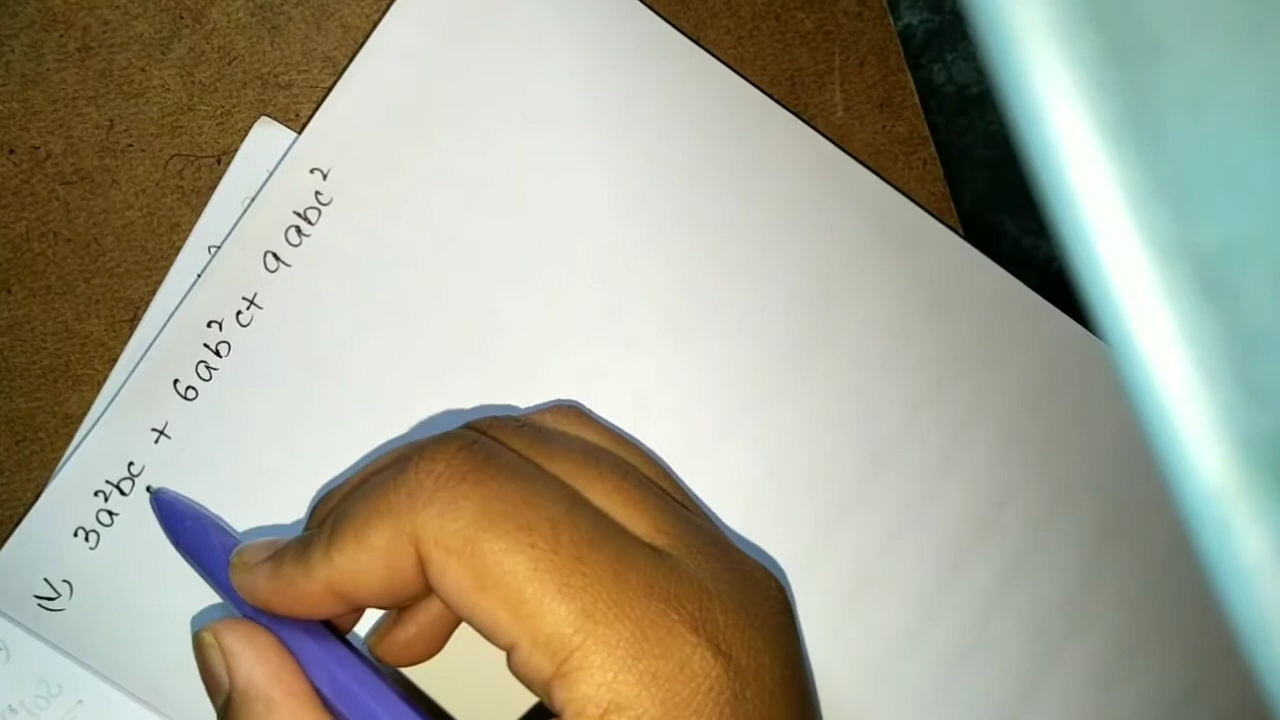 (V) 3a²bc + 6ab²c + 9abc²